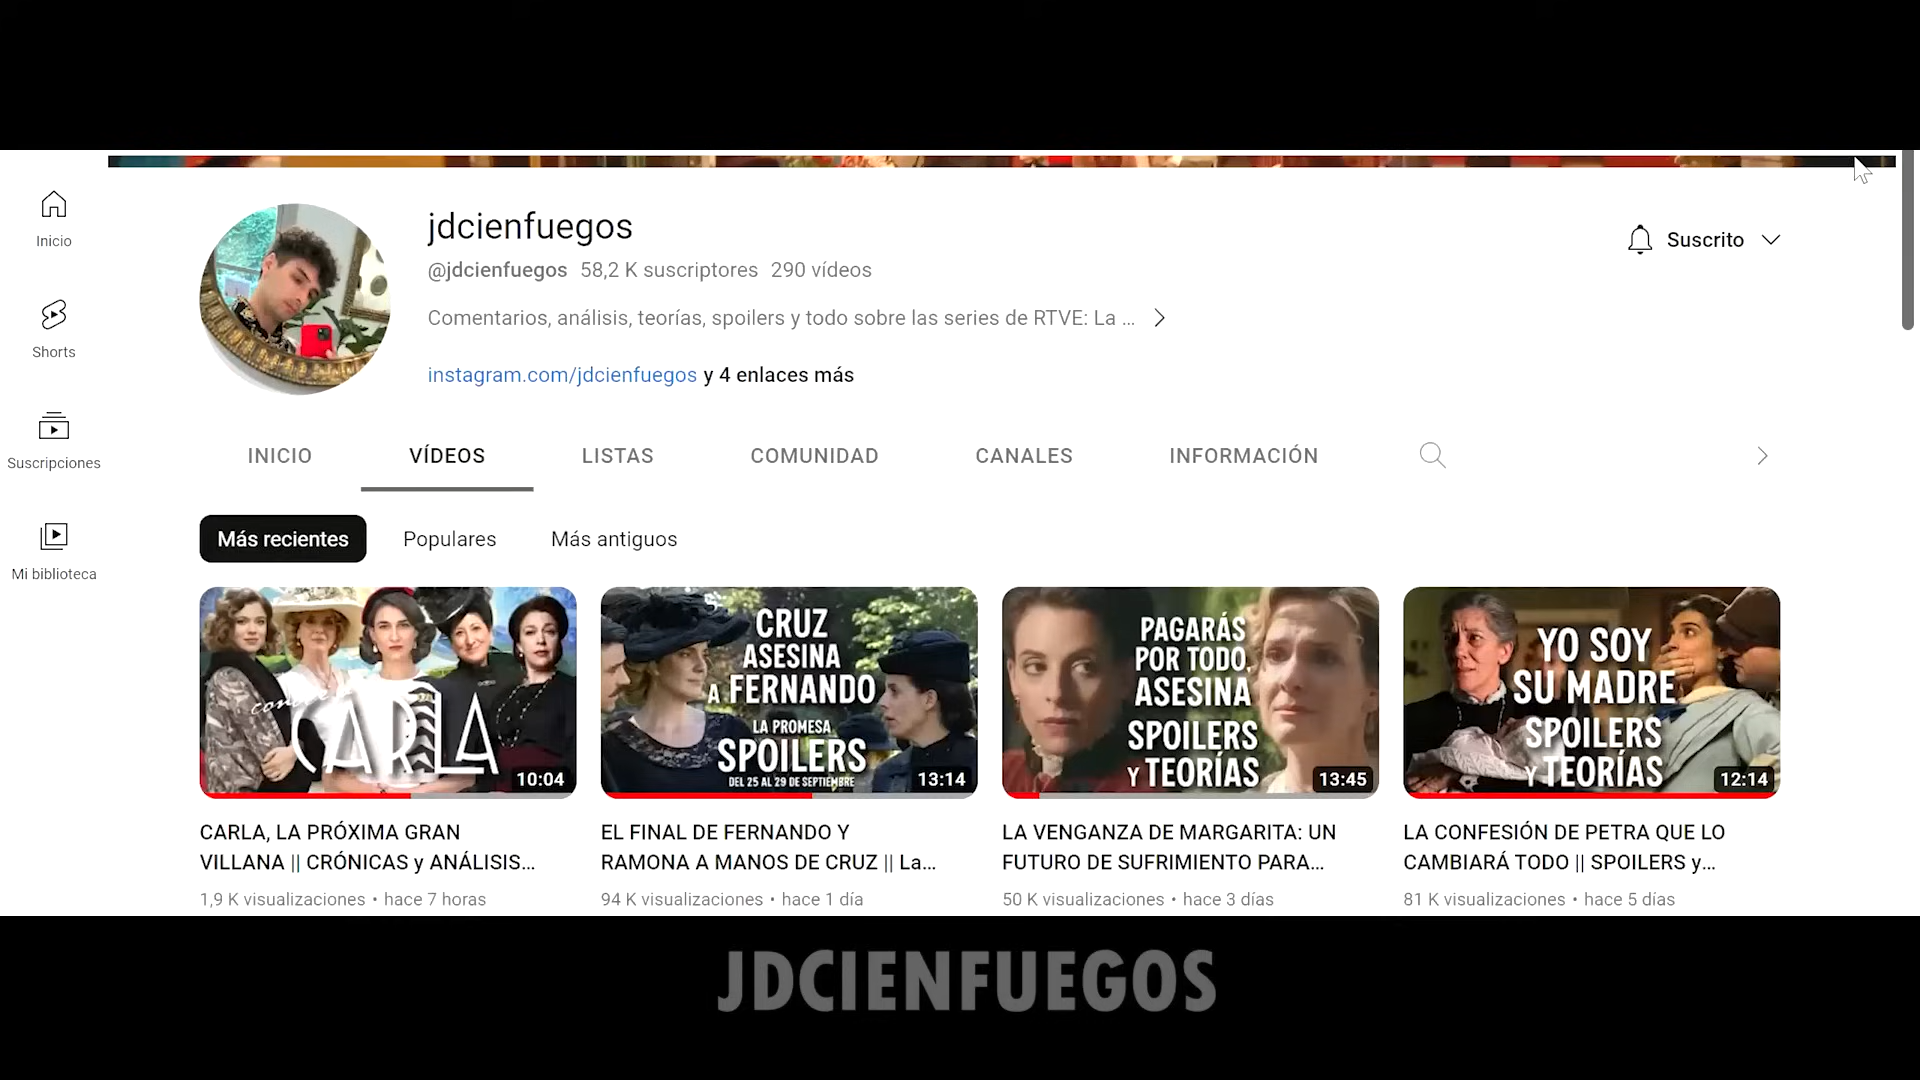 jdcienfuegos
@jdcienfuegos 58,2 K suscriptores 290 vídeos
Suscrito
Comentarios, análisis, teorías, spoilers y todo sobre las series de RTVE: La ...
instagram.com/jdcienfuegos y 4 enlaces más
Inicio
Shorts
Suscripciones
Mi biblioteca
INICIO VÍDEOS LISTAS COMUNIDAD CANALES INFORMACIÓN
Más recientes Populares Más antiguos
CARLA
10:04
CRUZ
ASESINA
A FERNANDO
LA PROMESA
SPOILERS
DEL 25 AL 29 DE SEPTIEMBRE
13:14
PAGARÁS
POR TODO,
ASESINA
SPOILERS
Y TEORÍAS
13:45
YO SOY
SU MADRE
SPOILERS
Y TEORÍAS
12:14
CARLA, LA PRÓXIMA GRAN
VILLANA || CRÓNICAS y ANÁLISIS...
1,9 K visualizaciones • hace 7 horas
EL FINAL DE FERNANDO Y
RAMONA A MANOS DE CRUZ || La...
94 K visualizaciones • hace 1 día
LA VENGANZA DE MARGARITA: UN
FUTURO DE SUFRIMIENTO PARA...
50 K visualizaciones • hace 3 días
LA CONFESIÓN DE PETRA QUE LO
CAMBIARÁ TODO || SPOILERS y...
81 K visualizaciones • hace 5 días
JDCIENFUEGOS